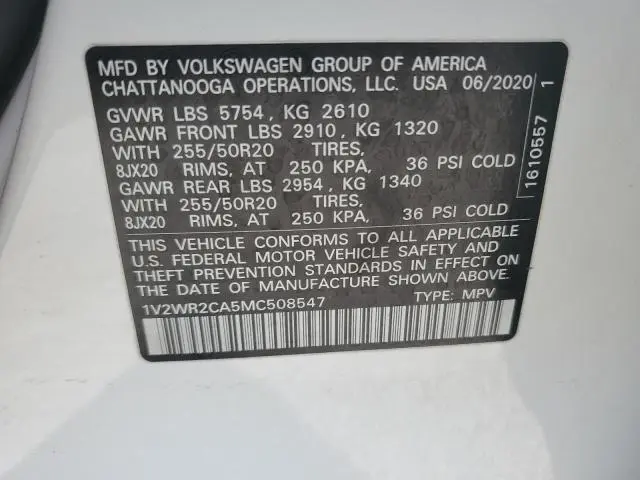 MFD BY VOLKSWAGEN GROUP OF AMERICA
CHATTANOOGA OPERATIONS, LLC. USA 06/2020
GVWR LBS 5754, KG 2610
GAWR FRONT LBS 2910, KG 1320
WITH 255/50R20 TIRES,
8JX20 RIMS, AT 250 KPA, 36 PSI COLD
GAWR REAR LBS 2954, KG 1340
WITH 255/50R20 TIRES,
8JX20 RIMS, AT 250 KPA, 36 PSI COLD
THIS VEHICLE CONFORMS TO ALL APPLICABLE
U.S. FEDERAL MOTOR VEHICLE SAFETY AND
THEFT PREVENTION STANDARDS IN EFFECT ON
THE DATE OF MANUFACTURE SHOWN ABOVE.
1V2WR2CA5MC508547 TYPE: MPV
1610557 1